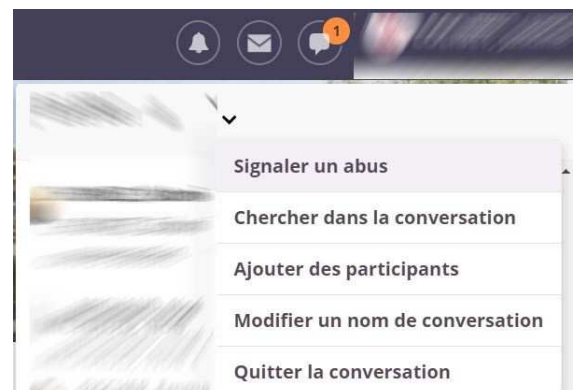 1
Signaler un abus
Chercher dans la conversation
Ajouter des participants
Modifier un nom de conversation
Quitter la conversation